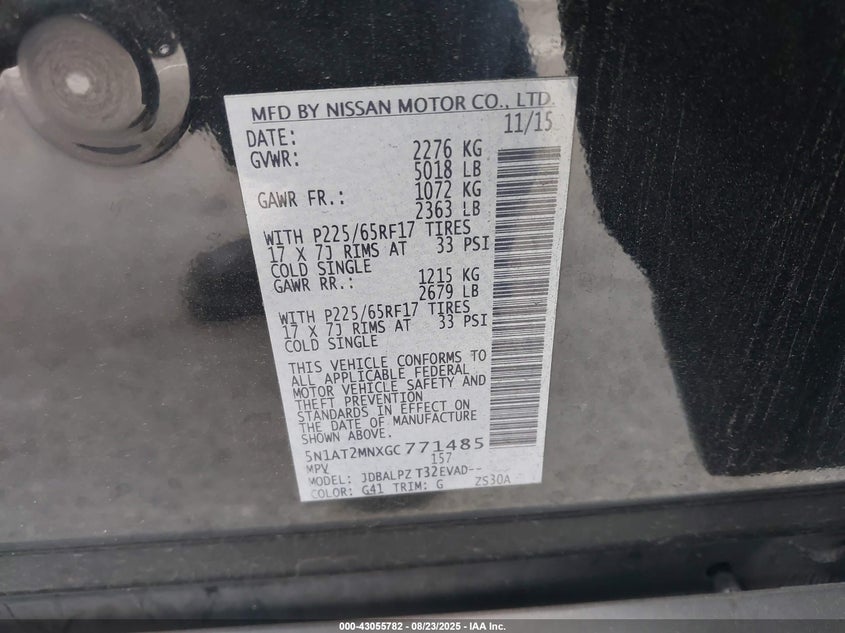 MFD BY NISSAN MOTOR CO., LTD.
DATE: 11/15
GVWR: 2276 KG
5018 LB
GAWR FR.: 1072 KG
2363 LB
WITH P225/65RF17 TIRES
17 X 7J RIMS AT 33 PSI
COLD SINGLE
GAWR RR.: 1215 KG
2679 LB
WITH P225/65RF17 TIRES
17 X 7J RIMS AT 33 PSI
COLD SINGLE
THIS VEHICLE CONFORMS TO
ALL APPLICABLE FEDERAL
MOTOR VEHICLE SAFETY AND
THEFT PREVENTION
STANDARDS IN EFFECT ON
THE DATE OF MANUFACTURE
SHOWN ABOVE.
5N1AT2MNXGC771485
MPV 157
MODEL: JDBALPZ T32EVAD--
COLOR: G41 TRIM: G ZS30A
000-43055782 - 08/23/2025 - IAA Inc.